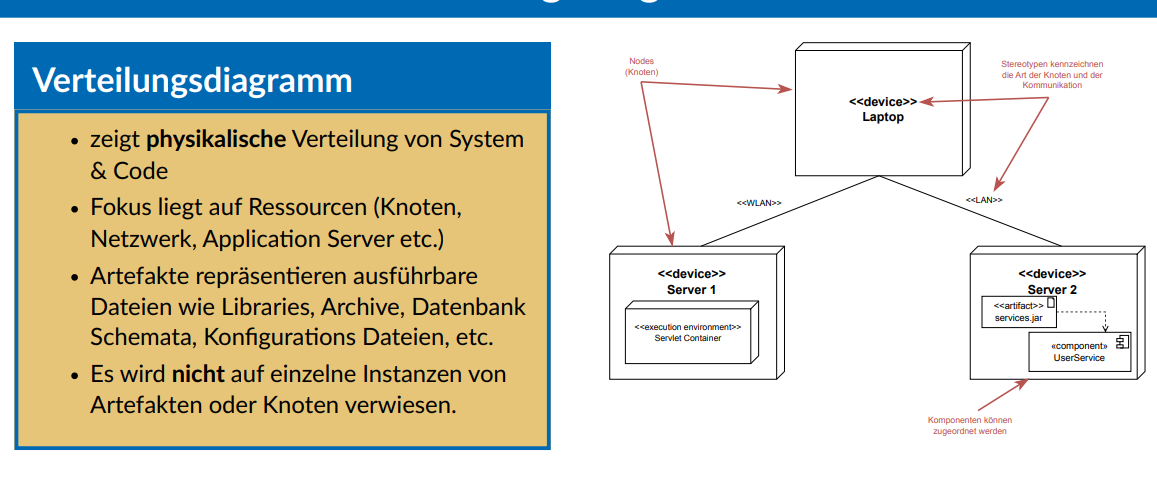 Verteilungsdiagramm
• zeigt physikalische Verteilung von System
& Code
• Fokus liegt auf Ressourcen (Knoten,
Netzwerk, Application Server etc.)
• Artefakte repräsentieren ausführbare
Dateien wie Libraries, Archive, Datenbank
Schemata, Konfigurations Dateien, etc.
• Es wird nicht auf einzelne Instanzen von
Artefakten oder Knoten verwiesen.
Nodes
(Knoten)
<<device>>
Laptop
Stereotypen kennzeichnen
die Art der Knoten und der
Kommunikation
<<WLAN>>
<<LAN>>
<<device>>
Server 1
<<execution environment>>
Servlet Container
<<device>>
Server 2
<<artifact>>
services.jar
«component»
UserService
Komponenten können
zugeordnet werden